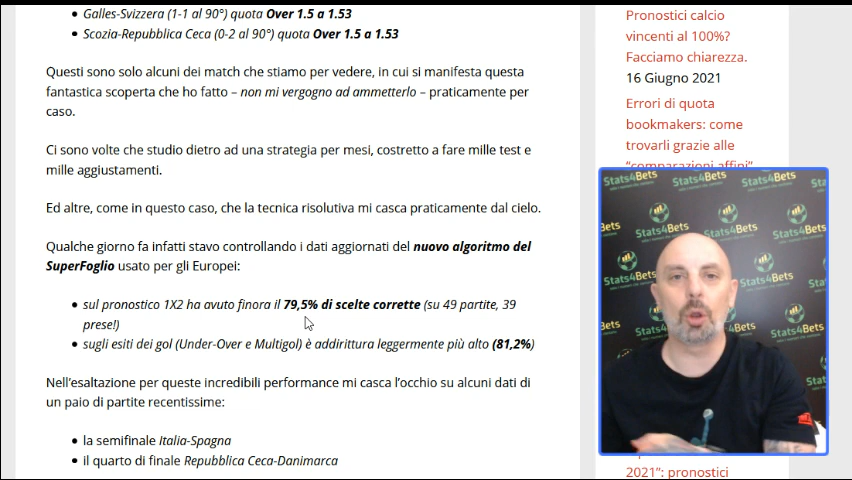 Galles-Svizzera (1-1 al 90°) quota Over 1.5 a 1.53
Scozia-Repubblica Ceca (0-2 al 90°) quota Over 1.5 a 1.53
Questi sono solo alcuni dei match che stiamo per vedere, in cui si manifesta questa
fantastica scoperta che ho fatto – non mi vergogno ad ammetterlo – praticamente per
caso.
Ci sono volte che studio dietro ad una strategia per mesi, costretto a fare mille test e
mille aggiustamenti.
Ed altre, come in questo caso, che la tecnica risolutiva mi casca praticamente dal cielo.
Qualche giorno fa infatti stavo controllando i dati aggiornati del nuovo algoritmo del
SuperFoglio usato per gli Europei:
sul pronostico 1X2 ha avuto finora il 79,5% di scelte corrette (su 49 partite, 39
prese!)
sugli esiti dei gol (Under-Over e Multigol) è addirittura leggermente più alto (81,2%)
Nell'esaltazione per queste incredibili performance mi casca l'occhio su alcuni dati di
un paio di partite recentissime:
la semifinale Italia-Spagna
il quarto di finale Repubblica Ceca-Danimarca
Pronostici calcio
vincenti al 100%?
Facciamo chiarezza.
16 Giugno 2021
Errori di quota
bookmakers: come
trovarli grazie alle
“comparazioni affini”
Stats4Bets
Stats4Bets
Stats4Bets
Stats4Bets
Stats4Bets
Stats4Bets
2021”: pronostici